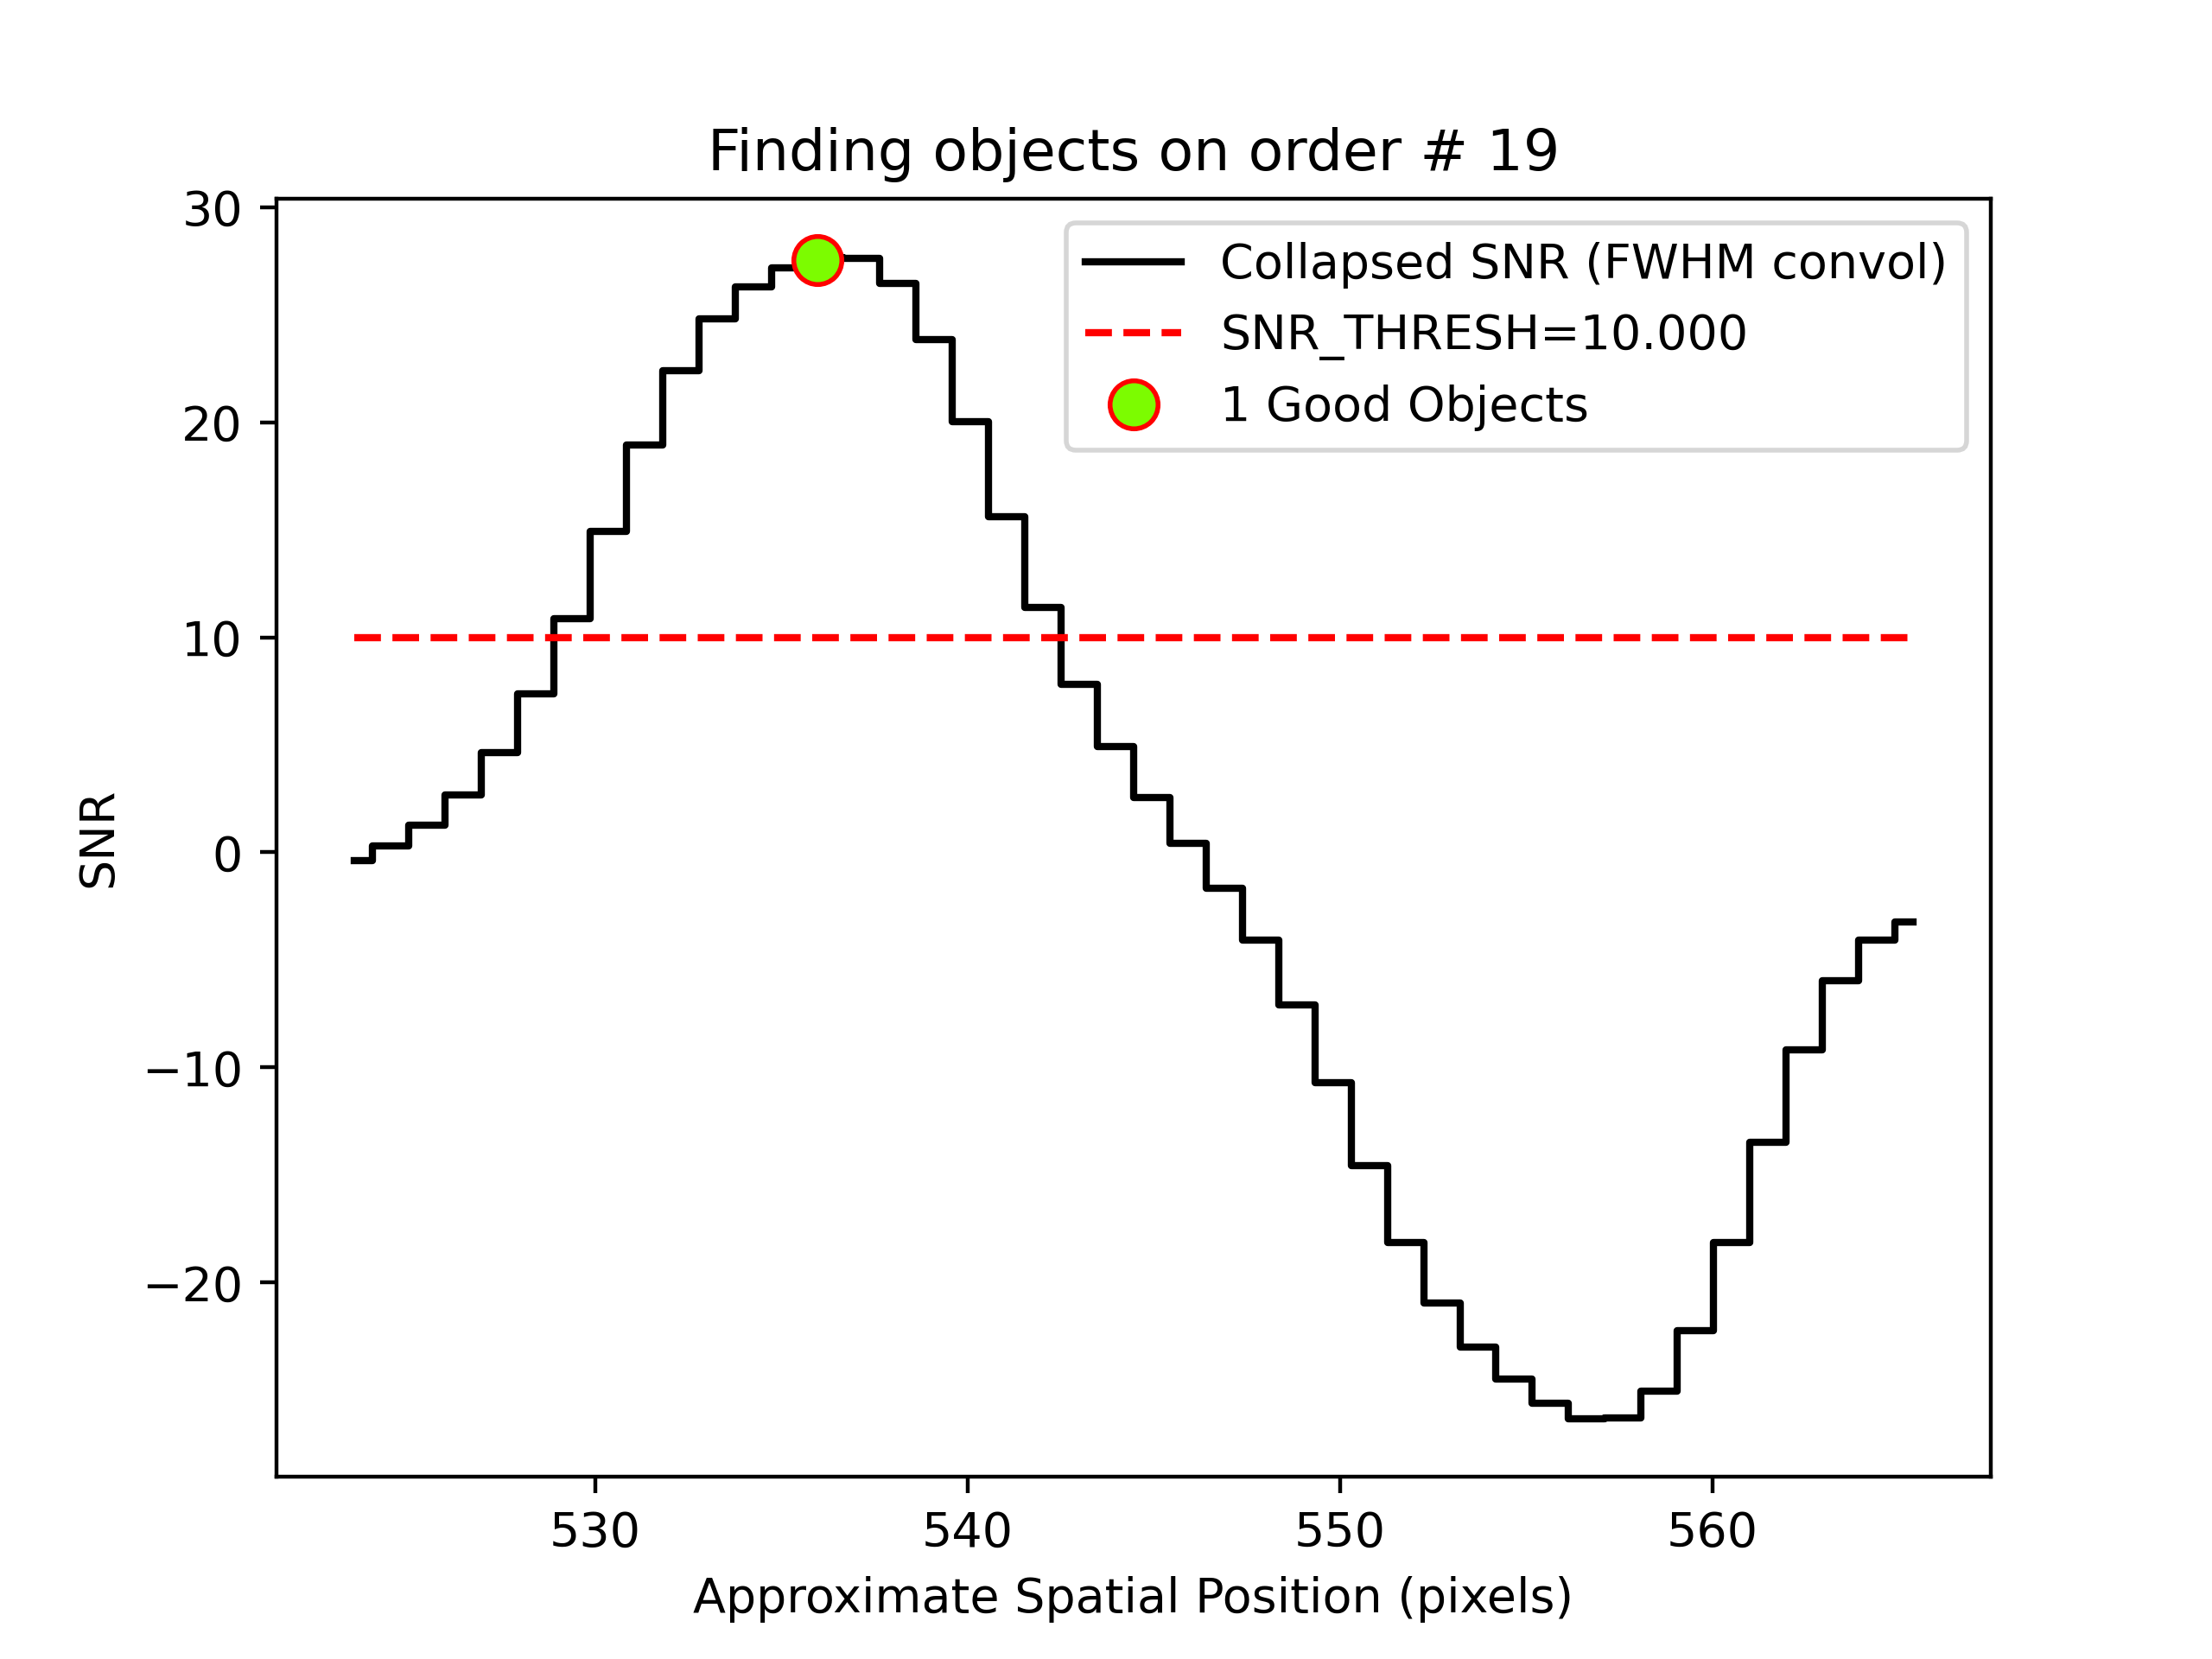 Finding objects on order # 19
30
20
10
0
−10
−20
SNR
Collapsed SNR (FWHM convol)
SNR_THRESH=10.000
1 Good Objects
530
540
550
560
Approximate Spatial Position (pixels)